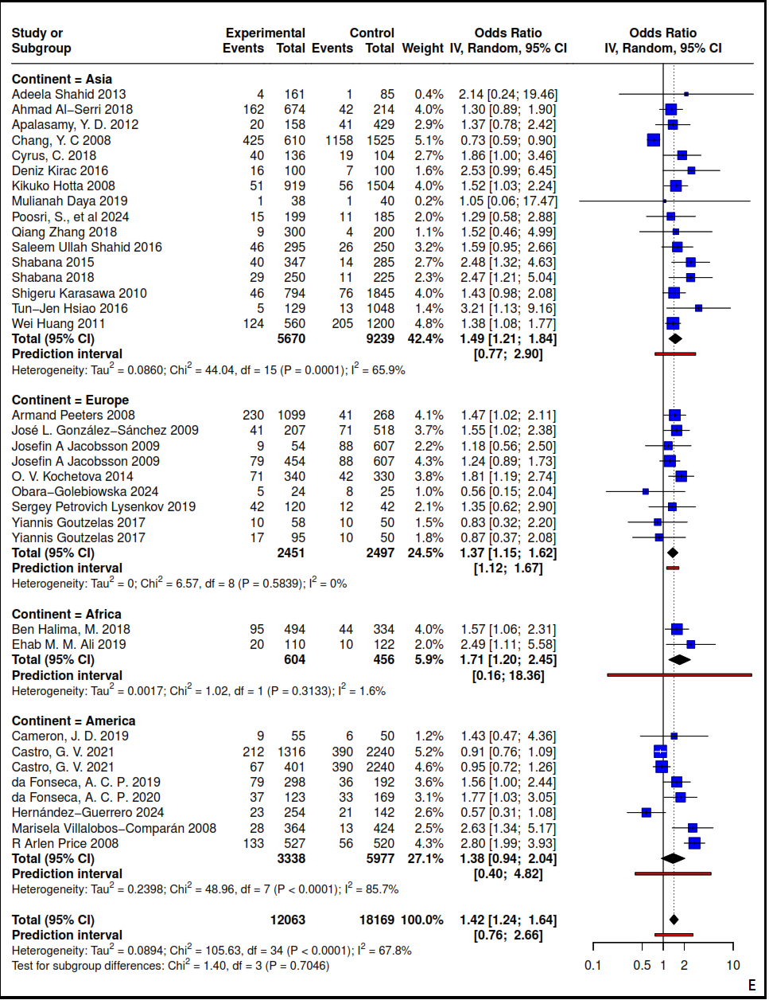 Study or Experimental Control Odds Ratio Odds Ratio
Subgroup Events Total Events Total Weight IV, Random, 95% CI IV, Random, 95% CI
Continent = Asia
Adeela Shahid 2013 4 161 1 85 0.4% 2.14 [0.24; 19.46]
Ahmad Al−Serri 2018 162 674 42 214 4.0% 1.30 [0.89; 1.90]
Apalasamy, Y. D. 2012 20 158 41 429 2.9% 1.37 [0.78; 2.42]
Chang, Y. C 2008 425 610 1158 1525 5.1% 0.73 [0.59; 0.90]
Cyrus, C. 2018 40 136 19 104 2.7% 1.86 [1.00; 3.46]
Deniz Kirac 2016 16 100 7 100 1.6% 2.53 [0.99; 6.45]
Kikuko Hotta 2008 51 919 56 1504 4.0% 1.52 [1.03; 2.24]
Mulianah Daya 2019 1 38 1 40 0.2% 1.05 [0.06; 17.47]
Poosri, S., et al 2024 15 199 11 185 2.0% 1.29 [0.58; 2.88]
Qiang Zhang 2018 9 300 4 200 1.1% 1.52 [0.46; 4.99]
Saleem Ullah Shahid 2016 46 295 26 250 3.2% 1.59 [0.95; 2.66]
Shabana 2015 40 347 14 285 2.7% 2.48 [1.32; 4.63]
Shabana 2018 29 250 11 225 2.3% 2.47 [1.21; 5.04]
Shigeru Karasawa 2010 46 794 76 1845 4.0% 1.43 [0.98; 2.08]
Tun−Jen Hsiao 2016 5 129 13 1048 1.4% 3.21 [1.13; 9.16]
Wei Huang 2011 124 560 205 1200 4.8% 1.38 [1.08; 1.77]
Total (95% CI) 5670 9239 42.4% 1.49 [1.21; 1.84]
Prediction interval [0.77; 2.90]
Heterogeneity: Tau² = 0.0860; Chi² = 44.04, df = 15 (P = 0.0001); I² = 65.9%
Continent = Europe
Armand Peeters 2008 230 1099 41 268 4.1% 1.47 [1.02; 2.11]
José L. González−Sánchez 2009 41 207 71 518 3.7% 1.55 [1.02; 2.38]
Josefin A Jacobsson 2009 9 54 88 607 2.2% 1.18 [0.56; 2.50]
Josefin A Jacobsson 2009 79 454 88 607 4.3% 1.24 [0.89; 1.73]
O. V. Kochetova 2014 71 340 42 330 3.8% 1.81 [1.19; 2.74]
Obara−Golebiowska 2024 5 24 8 25 1.0% 0.56 [0.15; 2.04]
Sergey Petrovich Lysenkov 2019 42 120 12 42 2.1% 1.35 [0.62; 2.90]
Yiannis Goutzelas 2017 10 58 10 50 1.5% 0.83 [0.32; 2.20]
Yiannis Goutzelas 2017 17 95 10 50 1.8% 0.87 [0.37; 2.08]
Total (95% CI) 2451 2497 24.5% 1.37 [1.15; 1.62]
Prediction interval [1.12; 1.67]
Heterogeneity: Tau² = 0; Chi² = 6.57, df = 8 (P = 0.5839); I² = 0%
Continent = Africa
Ben Halima, M. 2018 95 494 44 334 4.0% 1.57 [1.06; 2.31]
Ehab M. M. Ali 2019 20 110 10 122 2.0% 2.49 [1.11; 5.58]
Total (95% CI) 604 456 5.9% 1.71 [1.20; 2.45]
Prediction interval [0.16; 18.36]
Heterogeneity: Tau² = 0.0017; Chi² = 1.02, df = 1 (P = 0.3133); I² = 1.6%
Continent = America
Cameron, J. D. 2019 9 55 6 50 1.2% 1.43 [0.47; 4.36]
Castro, G. V. 2021 212 1316 390 2240 5.2% 0.91 [0.76; 1.09]
Castro, G. V. 2021 67 401 390 2240 4.6% 0.95 [0.72; 1.26]
da Fonseca, A. C. P. 2019 79 298 36 192 3.5% 1.56 [1.00; 2.44]
da Fonseca, A. C. P. 2020 37 123 33 169 3.1% 1.77 [1.03; 3.05]
Hernández−Guerrero 2024 23 254 21 142 2.6% 0.57 [0.31; 1.08]
Marisela Villalobos−Comparán 2008 28 364 13 424 2.5% 2.63 [1.34; 5.17]
R Arlen Price 2008 133 527 56 520 4.3% 2.80 [1.99; 3.93]
Total (95% CI) 3338 5977 27.1% 1.38 [0.94; 2.04]
Prediction interval [0.40; 4.82]
Heterogeneity: Tau² = 0.2398; Chi² = 48.96, df = 7 (P < 0.0001); I² = 85.7%
Total (95% CI) 12063 18169 100.0% 1.42 [1.24; 1.64]
Prediction interval [0.76; 2.66]
Heterogeneity: Tau² = 0.0894; Chi² = 105.63, df = 34 (P < 0.0001); I² = 67.8%
Test for subgroup differences: Chi² = 1.40, df = 3 (P = 0.7046)
0.1 0.5 1 2 10
E